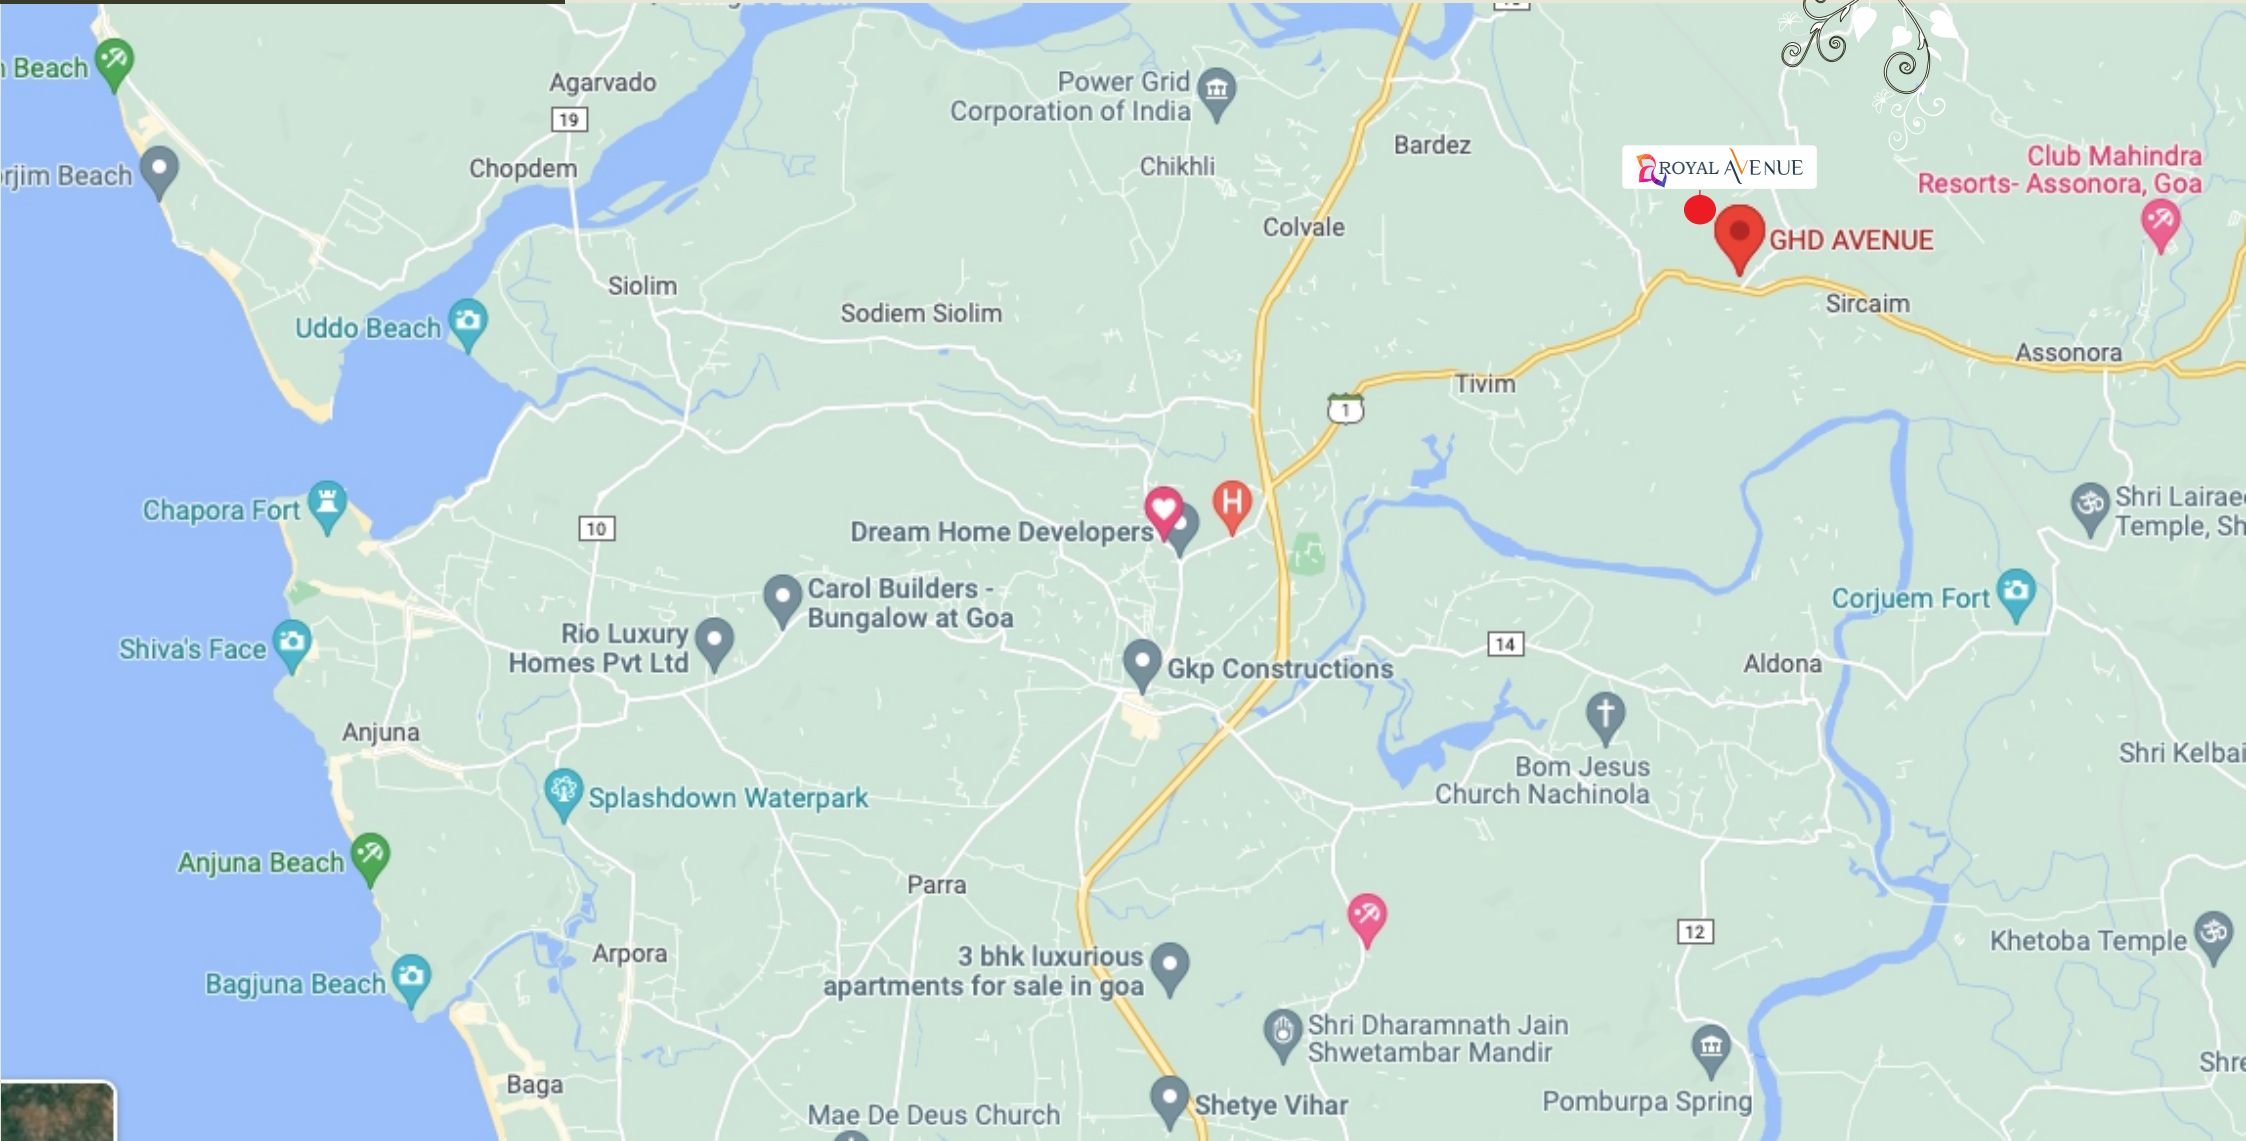 Beach
Agarvado
19
Power Grid
Corporation of India
Chopdem
Chikhli
Bardez
ROYAL AVENUE
Club Mahindra
Resorts- Assonora, Goa
rjim Beach
Colvale
GHD AVENUE
Siolim
Sodiem Siolim
Uddo Beach
Sircaim
Assonora
Tivim
1
Chapora Fort
10
Dream Home Developers
H
Shri Lairae
Temple, Sh
Carol Builders -
Bungalow at Goa
Corjuem Fort
Rio Luxury
Homes Pvt Ltd
Shiva's Face
14
Gkp Constructions
Aldona
Anjuna
Bom Jesus
Church Nachinola
Shri Kelbai
Splashdown Waterpark
Anjuna Beach
Parra
12
Khetoba Temple
Arpora
3 bhk luxurious
apartments for sale in goa
Bagjuna Beach
Shri Dharamnath Jain
Shwetambar Mandir
Shre
Baga
Mae De Deus Church
Shetye Vihar
Pomburpa Spring